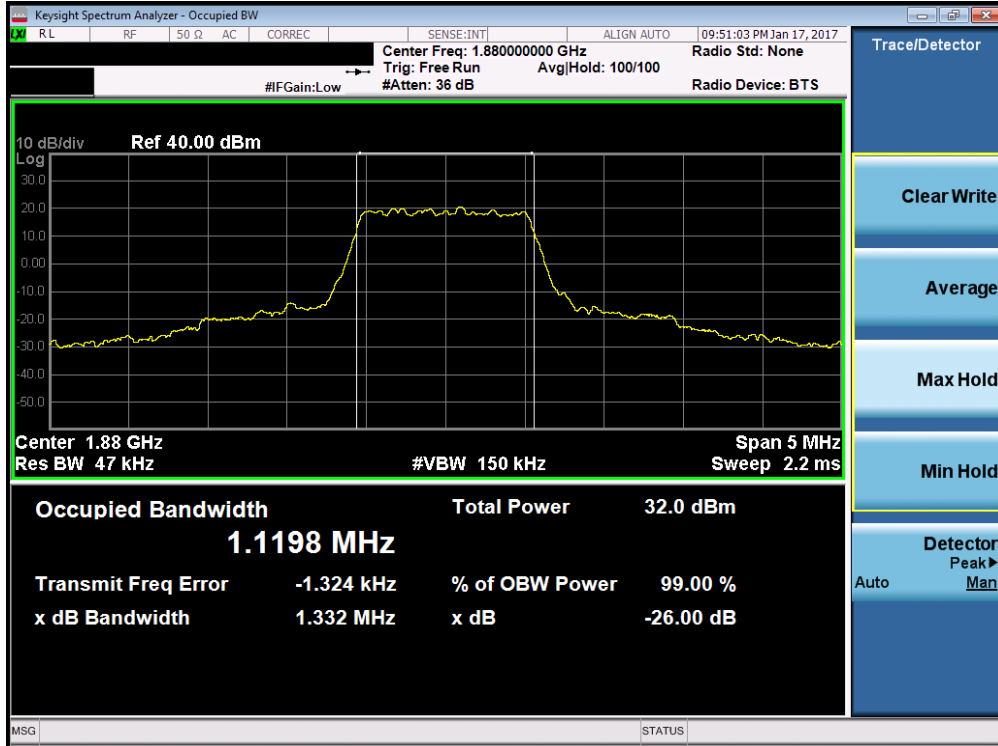 Keysight Spectrum Analyzer - Occupied BW
LXI RL RF 50 Ω AC CORREC SENSE:INT ALIGN AUTO 09:51:03 PM Jan 17, 2017
Center Freq: 1.880000000 GHz Radio Std: None
Trig: Free Run Avg|Hold: 100/100
#IFGain:Low #Atten: 36 dB Radio Device: BTS
10 dB/div Ref 40.00 dBm
Log
30.0
20.0
10.0
0.00
-10.0
-20.0
-30.0
-40.0
-50.0
Center 1.88 GHz Span 5 MHz
Res BW 47 kHz #VBW 150 kHz Sweep 2.2 ms
Occupied Bandwidth Total Power 32.0 dBm
1.1198 MHz
Transmit Freq Error -1.324 kHz % of OBW Power 99.00 %
x dB Bandwidth 1.332 MHz x dB -26.00 dB
Trace/Detector
Clear Write
Average
Max Hold
Min Hold
Detector
Peak▶
Auto Man
MSG STATUS